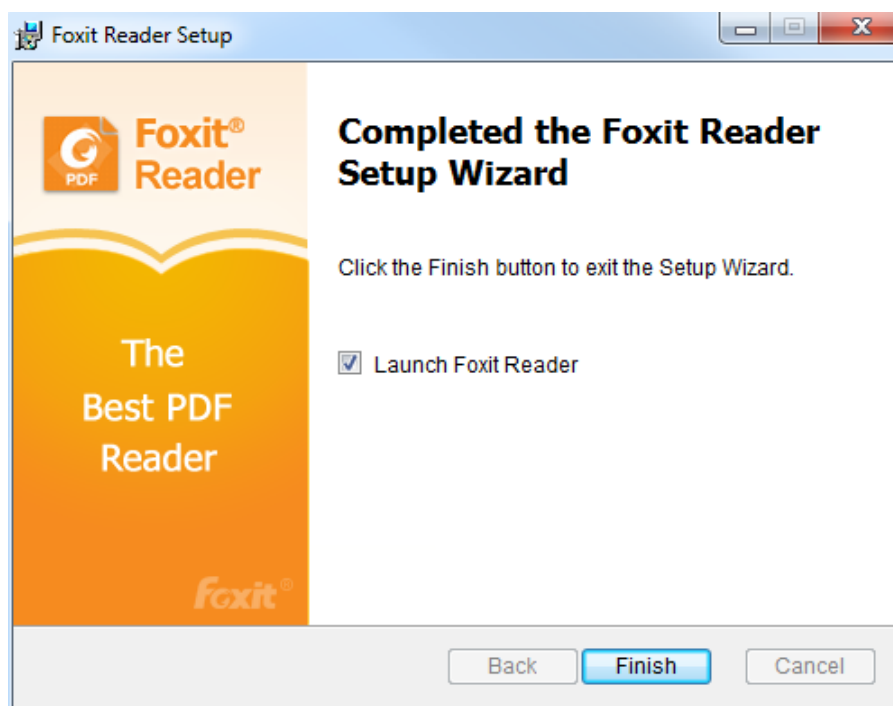 Foxit Reader Setup
Foxit®
Reader
PDF
Completed the Foxit Reader
Setup Wizard
Click the Finish button to exit the Setup Wizard.
Launch Foxit Reader
The
Best PDF
Reader
Foxit®
Back
Finish
Cancel